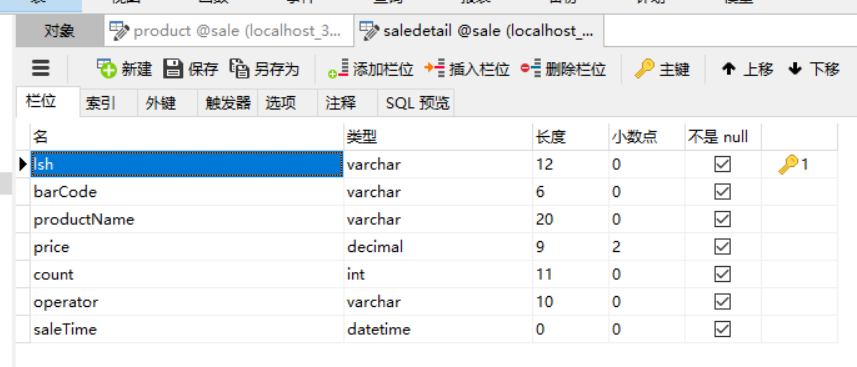 对象 product @sale (localhost_3... saledetail @sale (localhost_...
新建 保存 另存为 添加栏位 插入栏位 删除栏位 主键 上移 下移
栏位 索引 外键 触发器 选项 注释 SQL 预览
名 类型 长度 小数点 不是 null
lsh varchar 12 0 1
barCode varchar 6 0
productName varchar 20 0
price decimal 9 2
count int 11 0
operator varchar 10 0
saleTime datetime 0 0